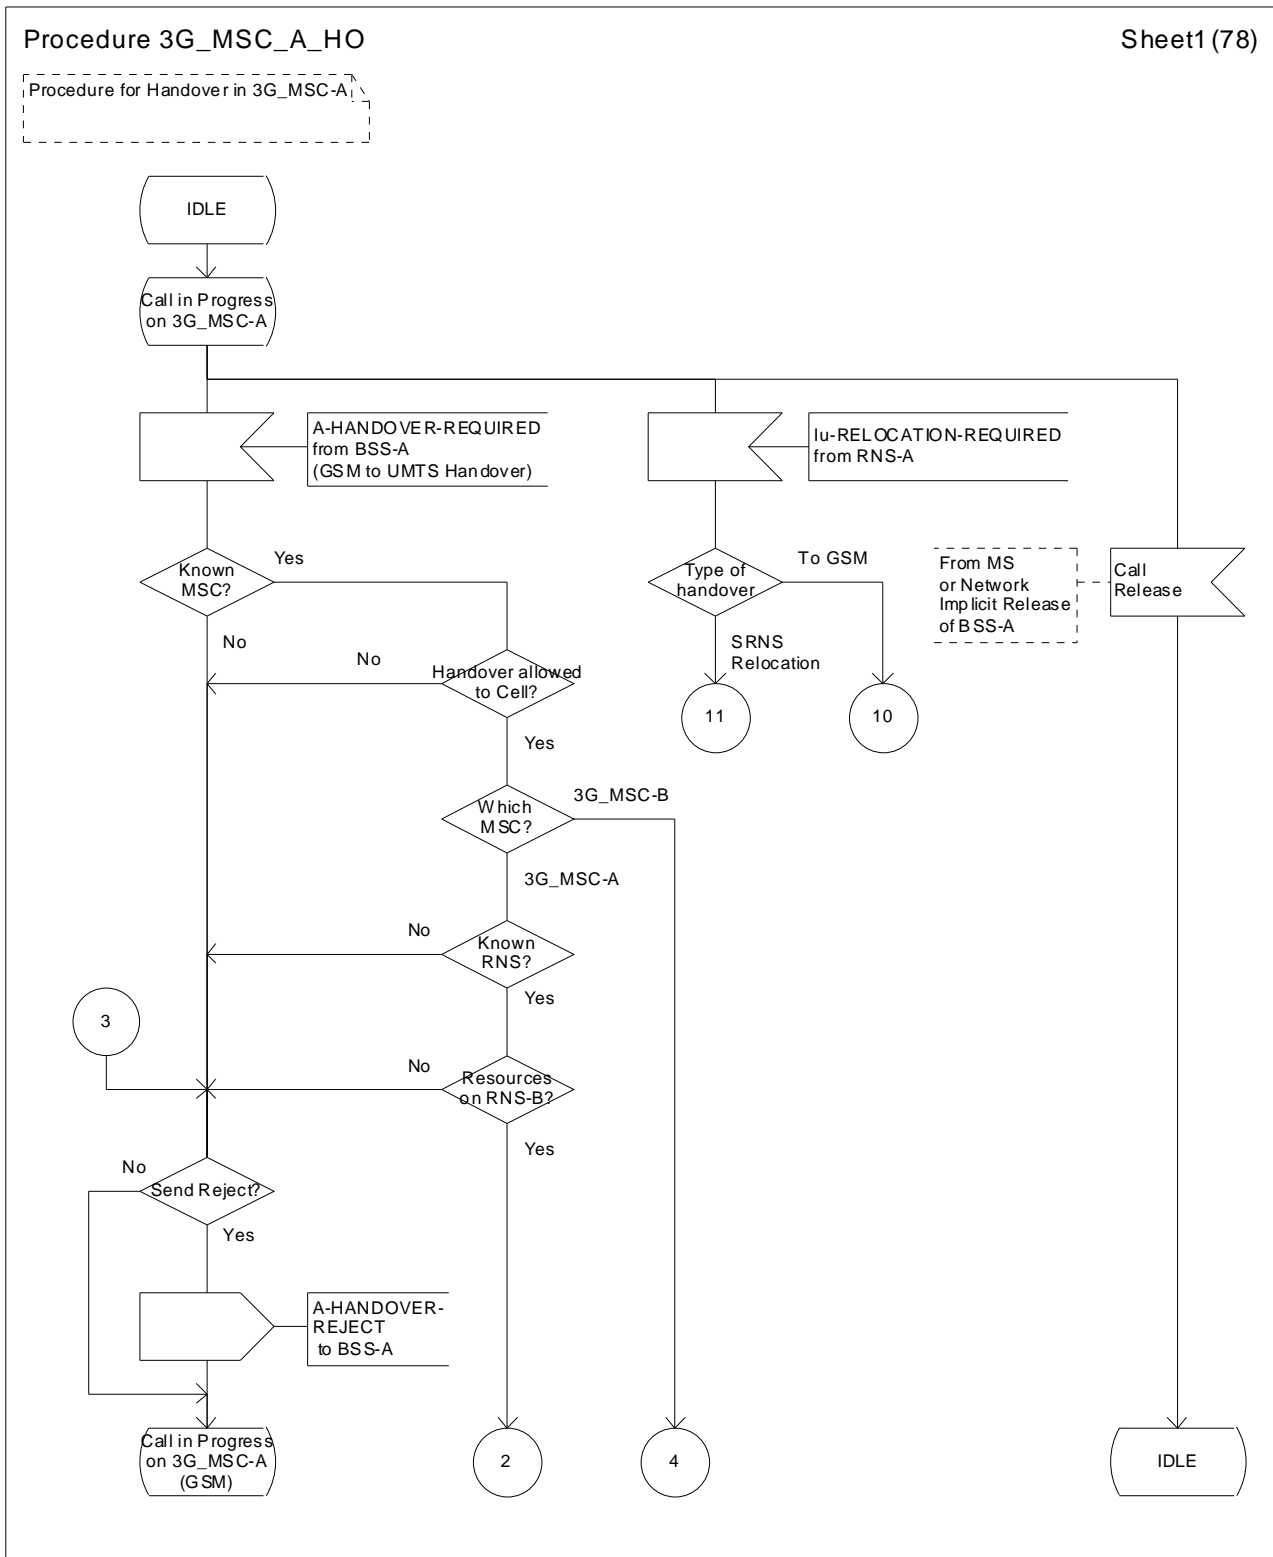 Procedure 3G_MSC_A_HO
Sheet1 (78)
Procedure for Handover in 3G_MSC-A
IDLE
Call in Progress
on 3G_MSC-A
A-HANDOVER-REQUIRED
from BSS-A
(GSM to UMTS Handover)
Iu-RELOCATION-REQUIRED
from RNS-A
Known
MSC?
Yes
No
Type of
handover
To GSM
SRNS
Relocation
From MS
or Network
Implicit Release
of BSS-A
Call
Release
Handover allowed
to Cell?
No
Yes
11
10
Which
MSC?
3G_MSC-B
3G_MSC-A
Known
RNS?
No
Yes
3
Resources
on RNS-B?
No
Yes
Send Reject?
No
Yes
A-HANDOVER-
REJECT
to BSS-A
Call in Progress
on 3G_MSC-A
(GSM)
2
4
IDLE